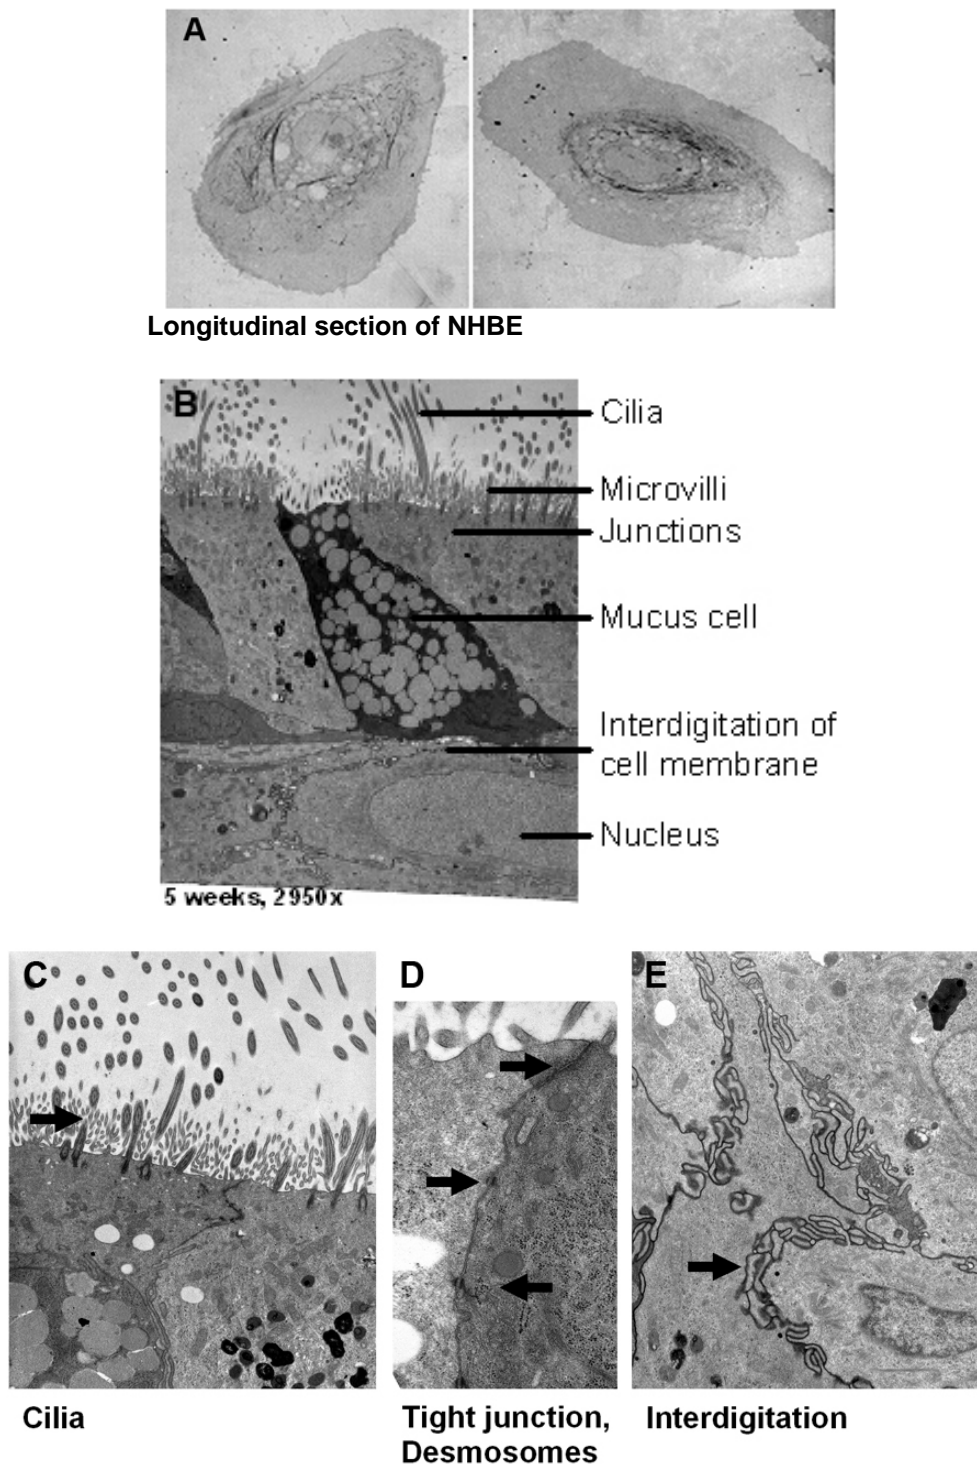 A
Longitudinal section of NHBE
B
Cilia
Microvilli
Junctions
Mucus cell
Interdigitation of
cell membrane
Nucleus
5 weeks, 2950x
C
D
E
Cilia
Tight junction,
Desmosomes
Interdigitation